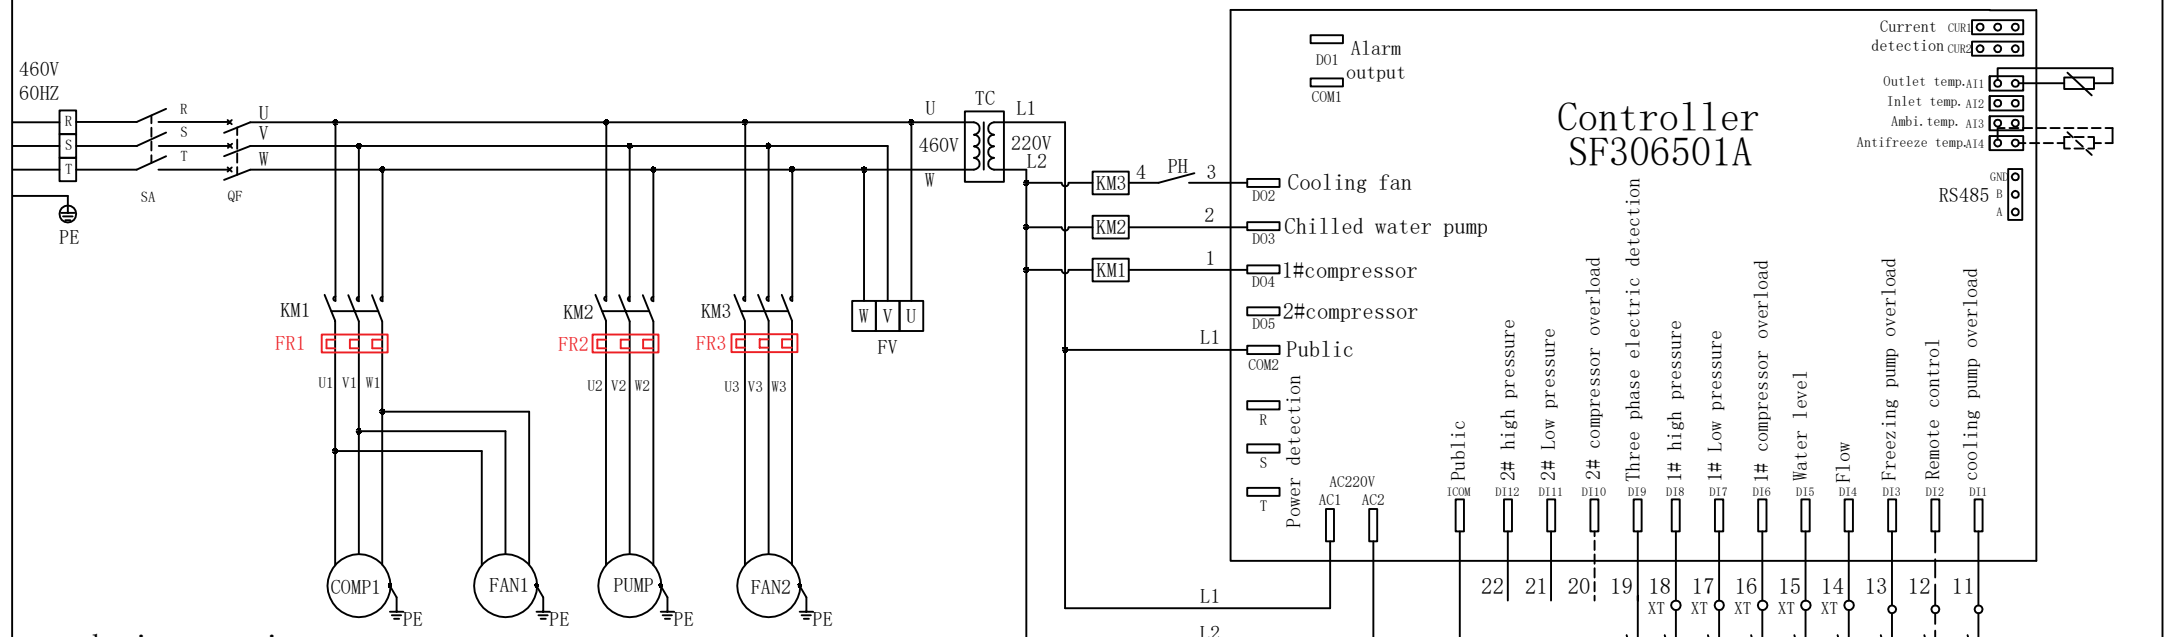 460V
60HZ
R
S
T
PE
R
S
T
SA
QF
U
V
W
U
460V
W
TC
L1
220V
L2
KM1
FR1
U1 V1 W1
KM2
FR2
U2 V2 W2
KM3
FR3
U3 V3 W3
W V U
FV
COMP1
PE
FAN1
PE
PUMP
PE
FAN2
PE
KM3
4
PH
3
KM2
2
KM1
1
L1
L1
L2
Controller
SF306501A
DO1
Alarm
output
COM1
Cooling fan
DO2
Chilled water pump
DO3
1#compressor
DO4
2#compressor
DO5
Public
COM2
R
S
T
Power detection
AC220V
AC1
AC2
Public
ICOM
2# high pressure
DI12
2# Low pressure
DI11
2# compressor overload
DI10
Three phase electric detection
DI9
1# high pressure
DI8
1# Low pressure
DI7
1# compressor overload
DI6
Water level
DI5
Flow
DI4
Freezing pump overload
DI3
Remote control
DI2
cooling pump overload
DI1
Current CUR1
detection CUR2
Outlet temp. AI1
Inlet temp. AI2
Ambi. temp. AI3
Antifreeze temp. AI4
RS485
GND
B
A
22 21 20 19 18 17 16 15 14 13 12 11
XT XT XT XT XT